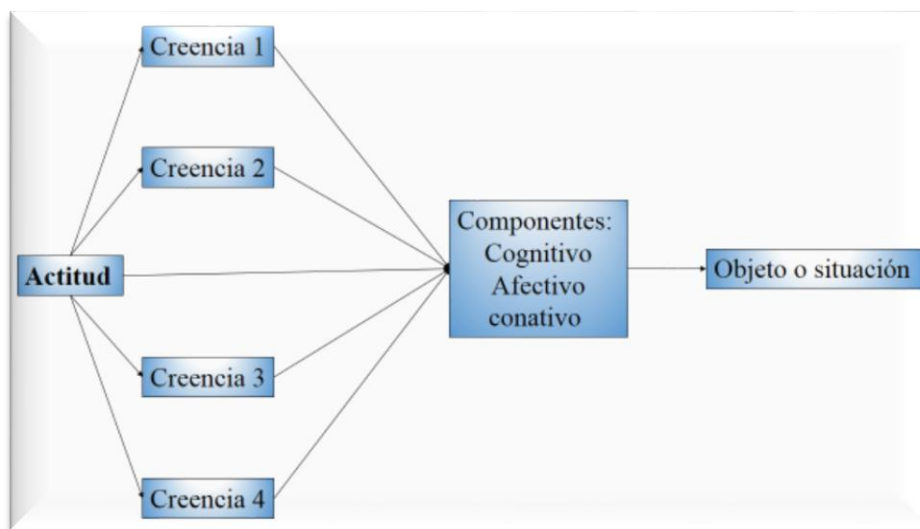 Creencia 1
Creencia 2
Actitud
Creencia 3
Creencia 4
Componentes:
Cognitivo
Afectivo
conativo
Objeto o situación